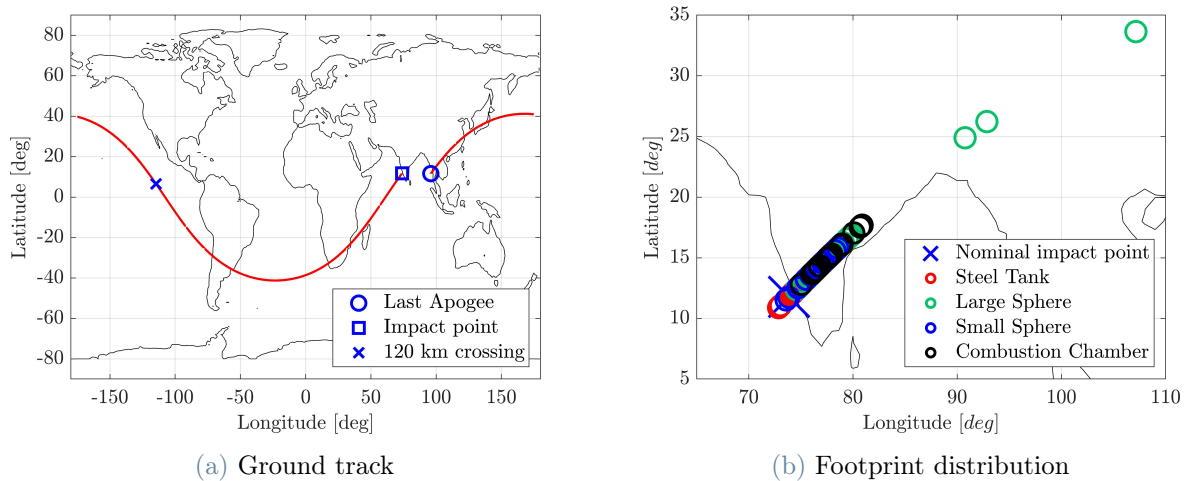 80
60
40
20
0
-20
-40
-60
-80
Latitude [deg]
-150
-100
-50
0
50
100
150
Longitude [deg]
Last Apogee
Impact point
120 km crossing
(a) Ground track
35
30
25
20
15
10
5
Latitude [deg]
70
80
90
100
110
Longitude [deg]
Nominal impact point
Steel Tank
Large Sphere
Small Sphere
Combustion Chamber
(b) Footprint distribution